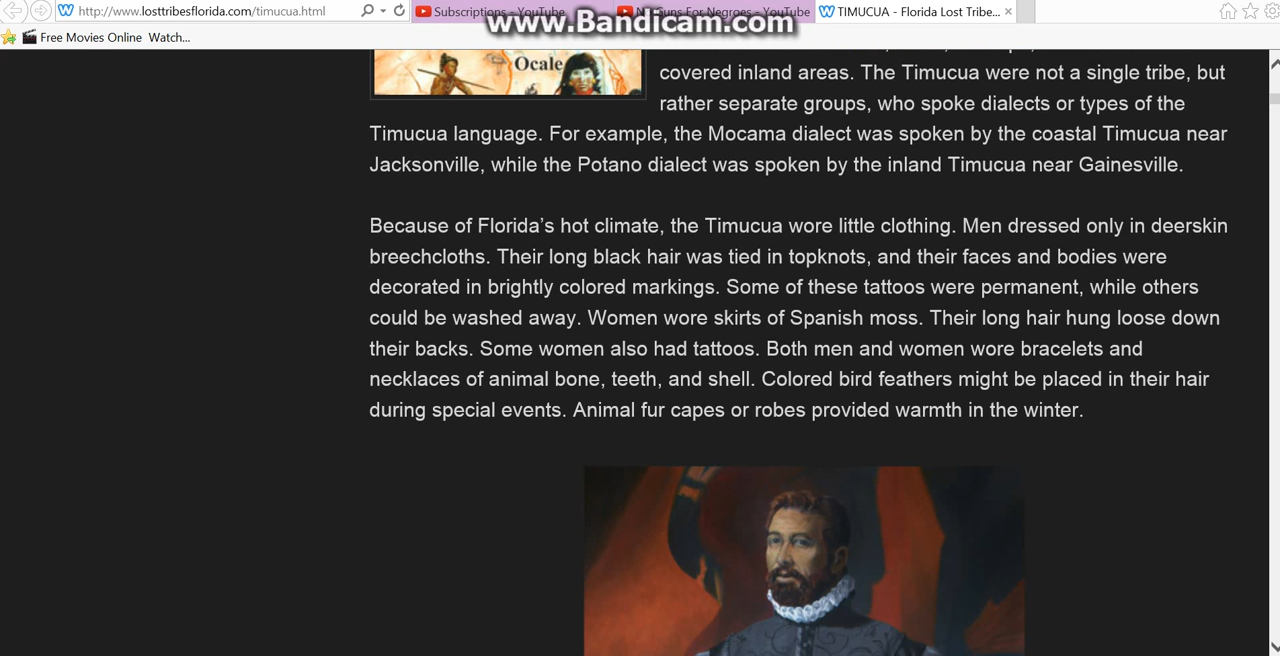 http://www.losttribesflorida.com/timucua.html
Subscriptions - YouTube
Guns For Negroes - YouTube
TIMUCUA - Florida Lost Tribe...
www.Bandicam.com
Free Movies Online Watch...
Ocale
covered inland areas. The Timucua were not a single tribe, but
rather separate groups, who spoke dialects or types of the
Timucua language. For example, the Mocama dialect was spoken by the coastal Timucua near
Jacksonville, while the Potano dialect was spoken by the inland Timucua near Gainesville.
Because of Florida’s hot climate, the Timucua wore little clothing. Men dressed only in deerskin
breechcloths. Their long black hair was tied in topknots, and their faces and bodies were
decorated in brightly colored markings. Some of these tattoos were permanent, while others
could be washed away. Women wore skirts of Spanish moss. Their long hair hung loose down
their backs. Some women also had tattoos. Both men and women wore bracelets and
necklaces of animal bone, teeth, and shell. Colored bird feathers might be placed in their hair
during special events. Animal fur capes or robes provided warmth in the winter.